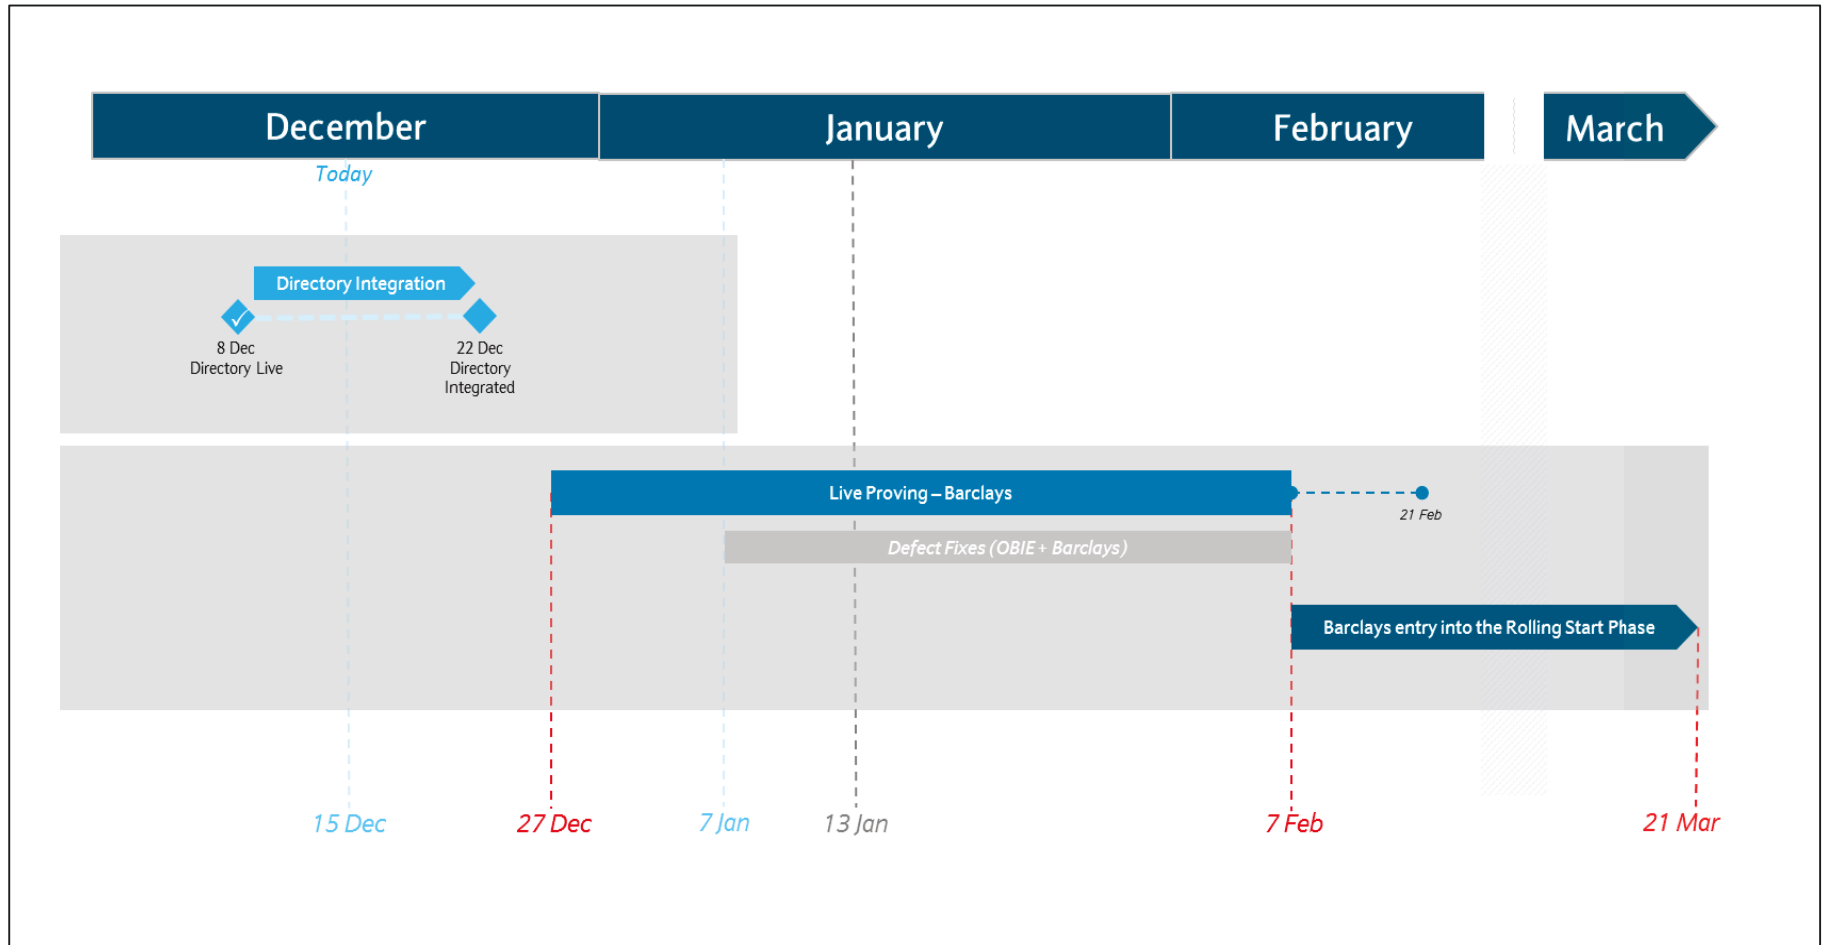 December
January
February
March
Today
Directory Integration
8 Dec
Directory Live
22 Dec
Directory
Integrated
Live Proving – Barclays
21 Feb
Defect Fixes (OBIE + Barclays)
Barclays entry into the Rolling Start Phase
15 Dec
27 Dec
7 Jan
13 Jan
7 Feb
21 Mar